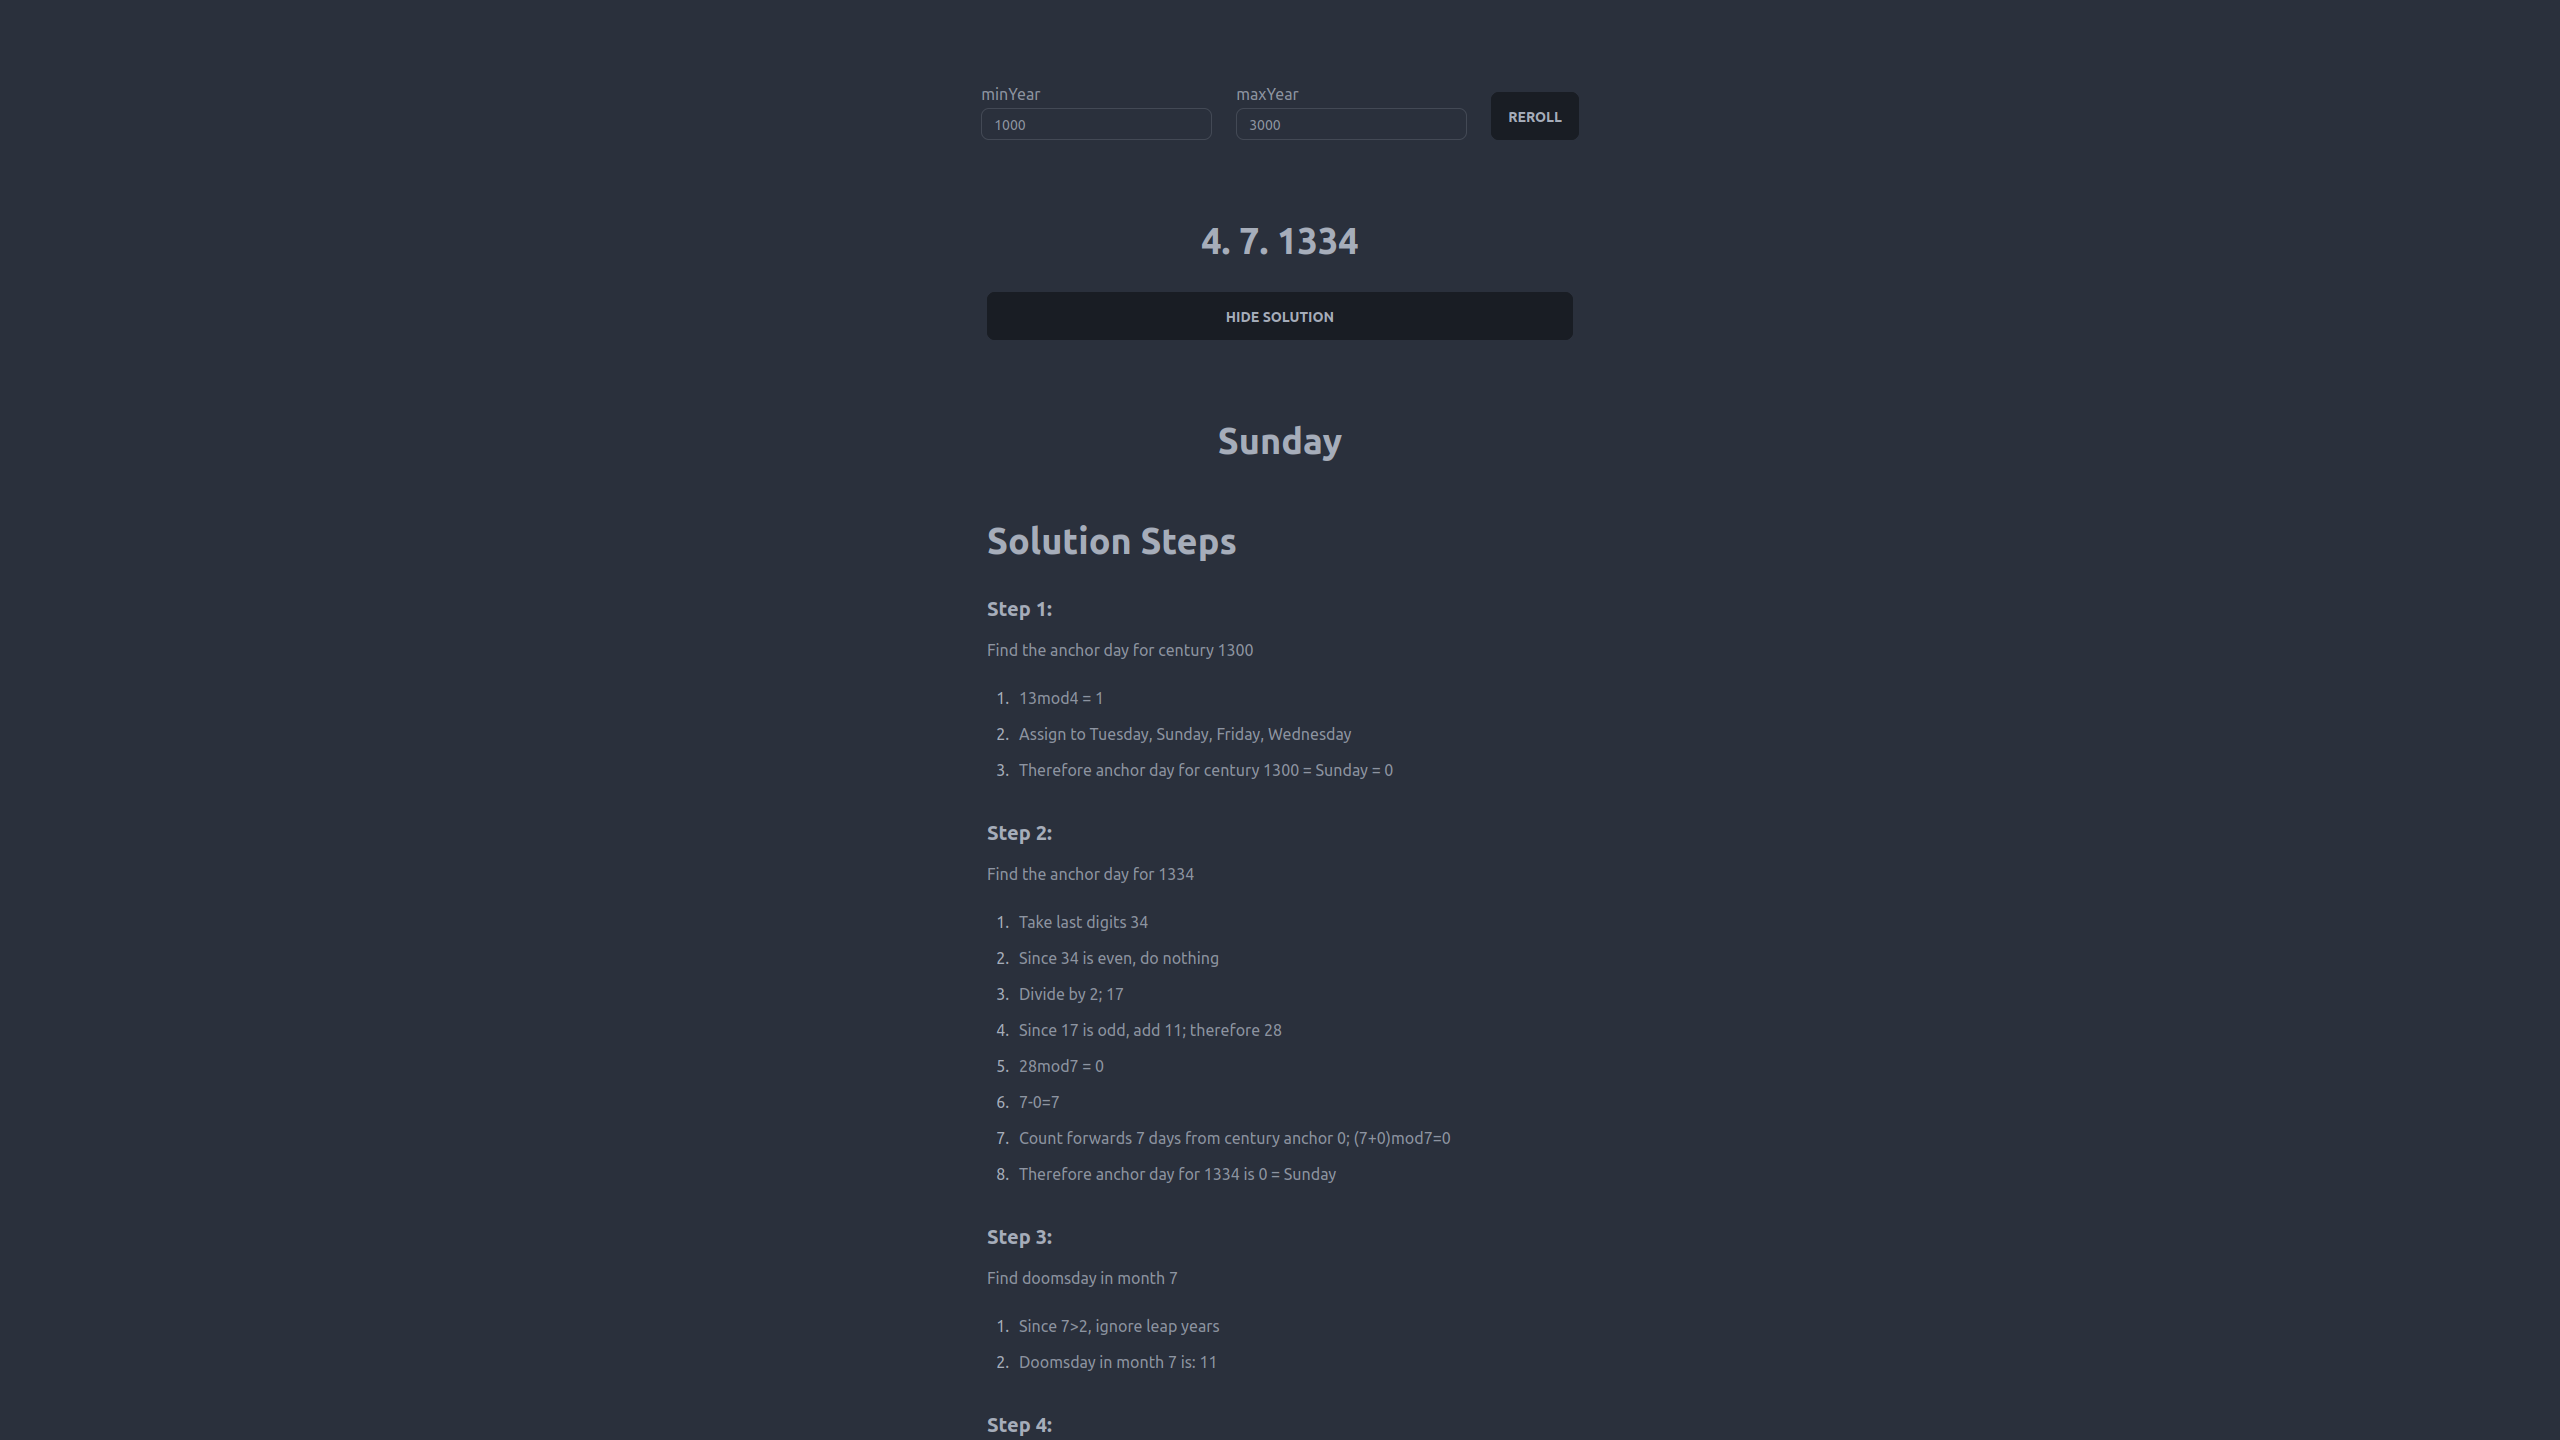 minYear
maxYear
1000
3000
REROLL
4. 7. 1334
HIDE SOLUTION
Sunday
Solution Steps
Step 1:
Find the anchor day for century 1300
1. 13mod4 = 1
2. Assign to Tuesday, Sunday, Friday, Wednesday
3. Therefore anchor day for century 1300 = Sunday = 0
Step 2:
Find the anchor day for 1334
1. Take last digits 34
2. Since 34 is even, do nothing
3. Divide by 2; 17
4. Since 17 is odd, add 11; therefore 28
5. 28mod7 = 0
6. 7-0=7
7. Count forwards 7 days from century anchor 0; (7+0)mod7=0
8. Therefore anchor day for 1334 is 0 = Sunday
Step 3:
Find doomsday in month 7
1. Since 7>2, ignore leap years
2. Doomsday in month 7 is: 11
Step 4: